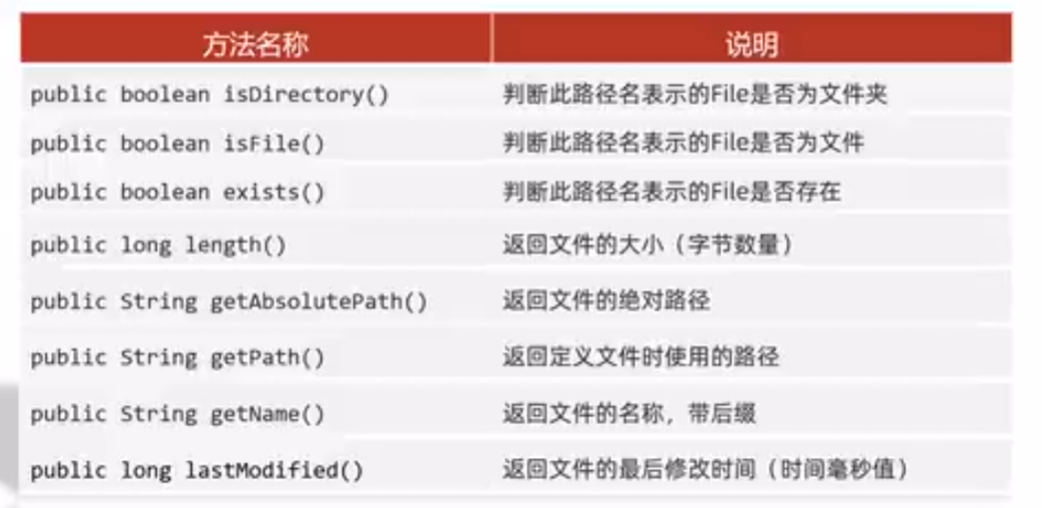 方法名称 说明
public boolean isDirectory() 判断此路径名表示的File是否为文件夹
public boolean isFile() 判断此路径名表示的File是否为文件
public boolean exists() 判断此路径名表示的File是否存在
public long length() 返回文件的大小（字节数量）
public String getAbsolutePath() 返回文件的绝对路径
public String getPath() 返回定义文件时使用的路径
public String getName() 返回文件的名称，带后缀
public long lastModified() 返回文件的最后修改时间（时间毫秒值）